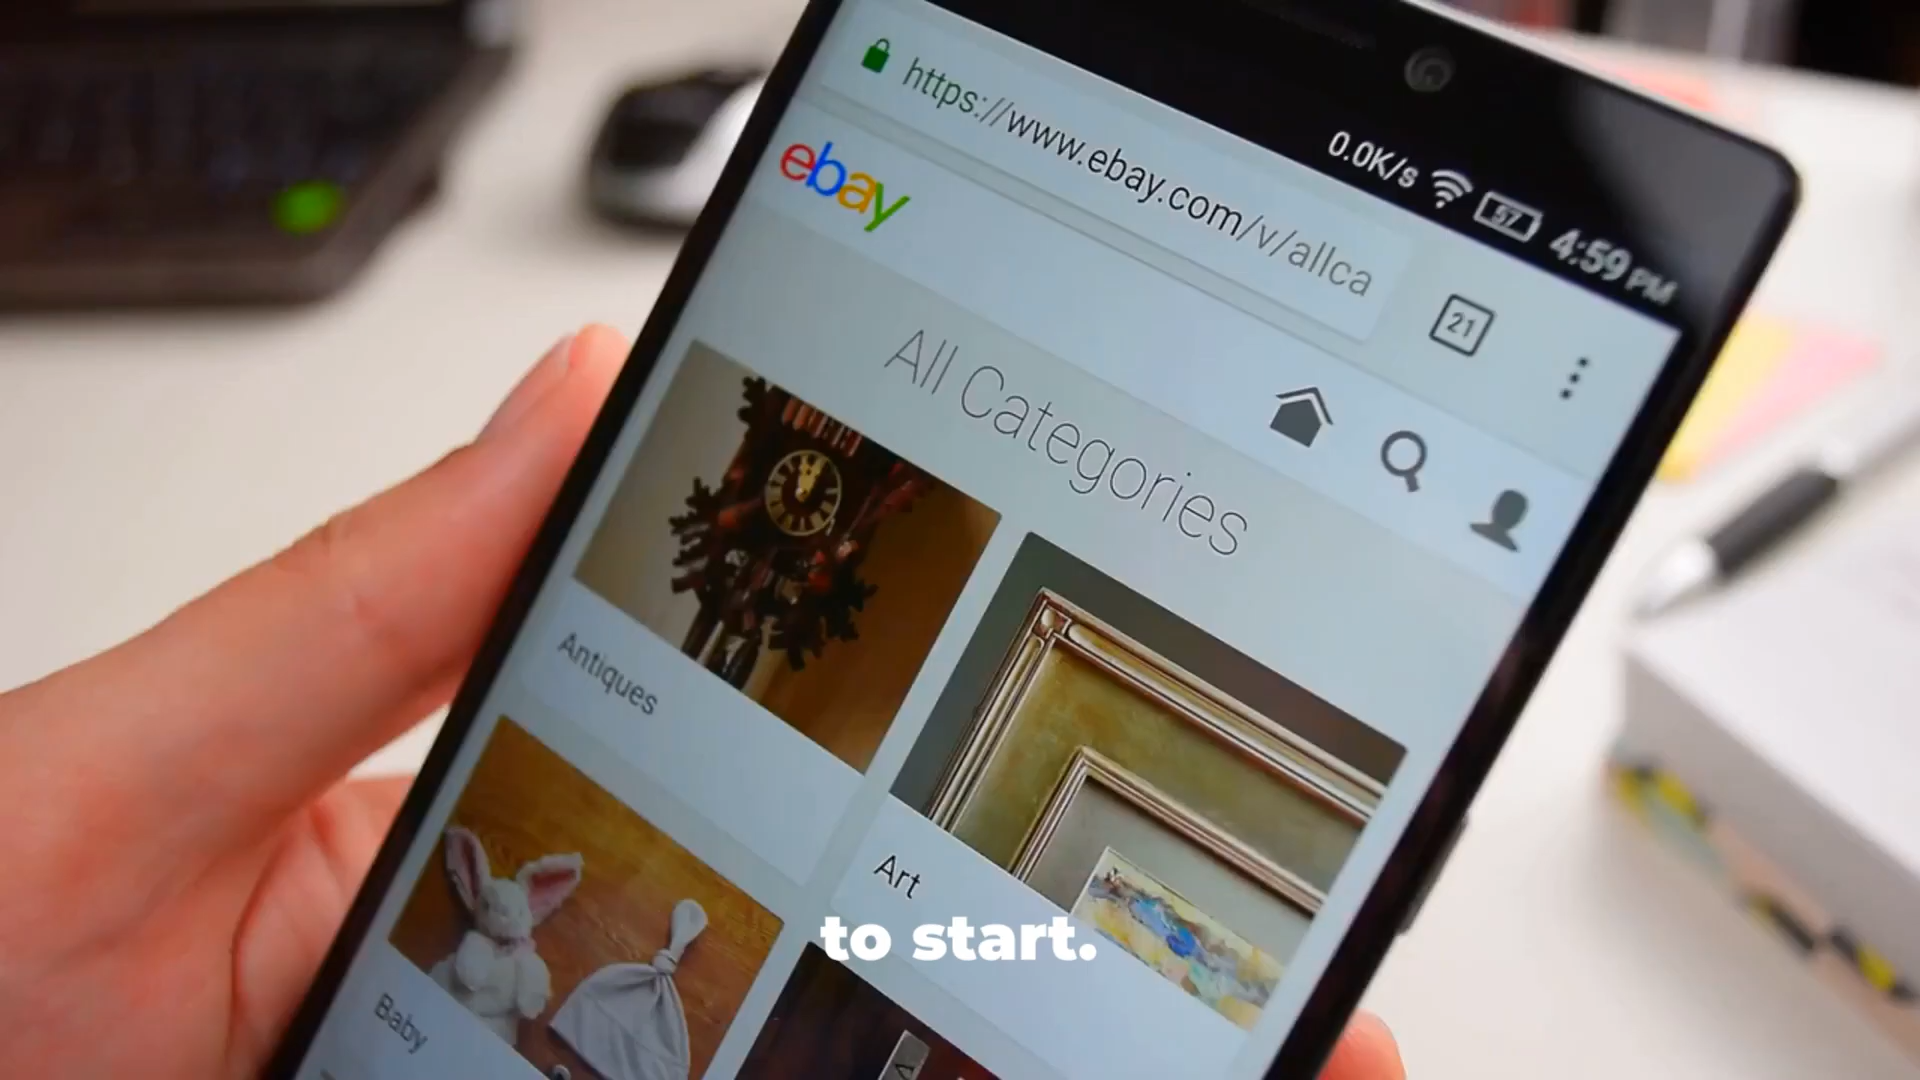 0.0K/s 57 4:59 PM
https://www.ebay.com/v/allca
21
ebay
All Categories
Antiques
Art
Baby
to start.